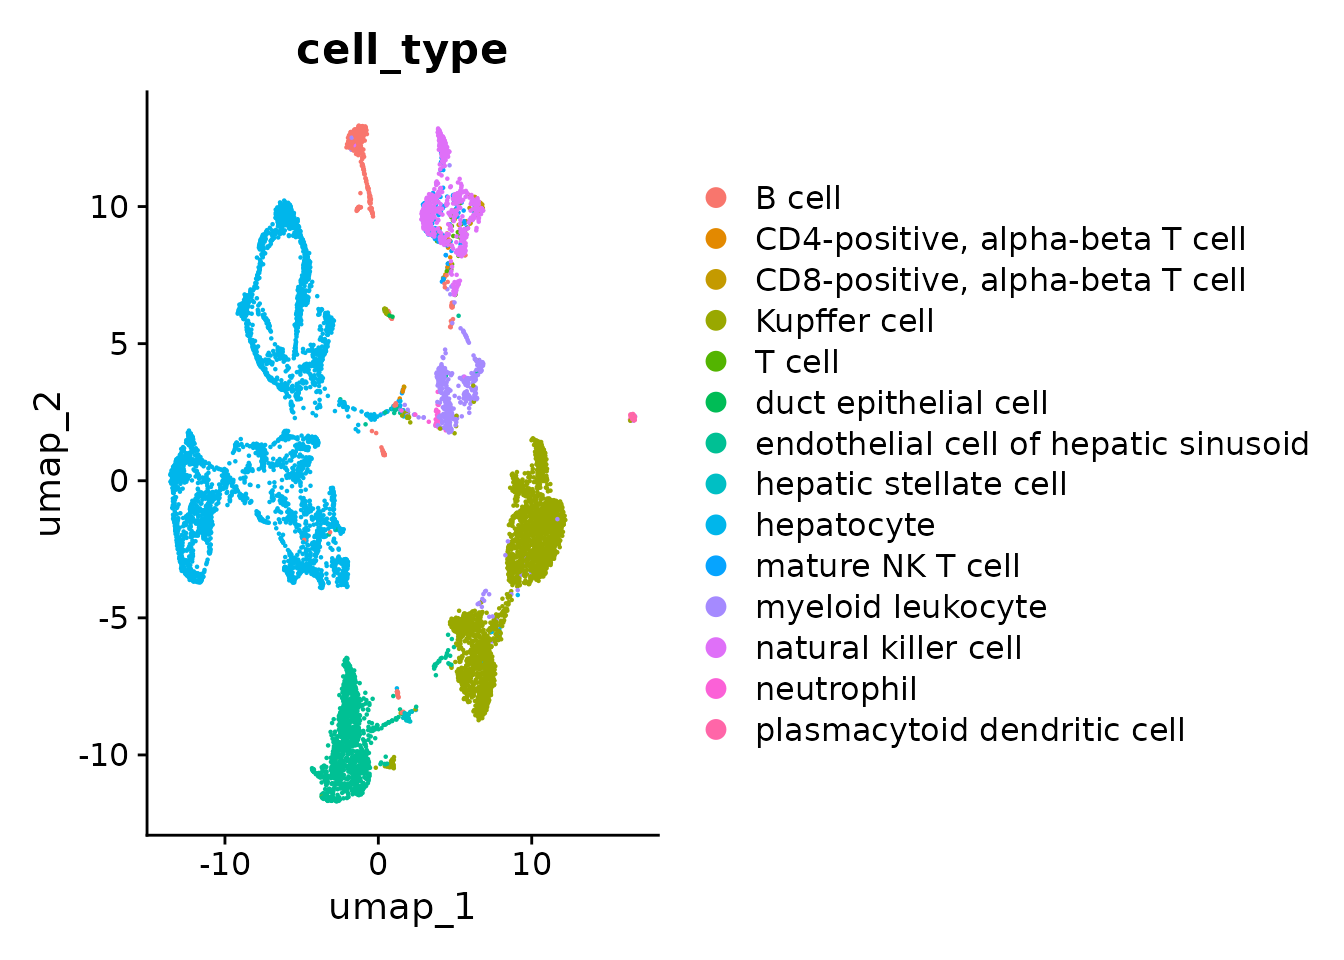 cell_type
umap_2
10
5
0
-5
-10
-10
0
10
umap_1
B cell
CD4-positive, alpha-beta T cell
CD8-positive, alpha-beta T cell
Kupffer cell
T cell
duct epithelial cell
endothelial cell of hepatic sinusoid
hepatic stellate cell
hepatocyte
mature NK T cell
myeloid leukocyte
natural killer cell
neutrophil
plasmacytoid dendritic cell